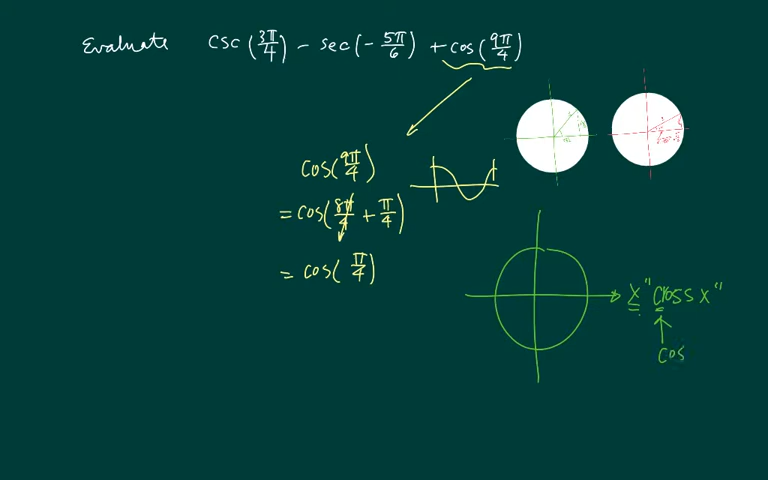 Evaluate csc(3π/4) - sec(-5π/6) + cos(9π/4)
cos(9π/4)
= cos(8π/4 + π/4)
= cos(π/4)
x "Cross x"
cos